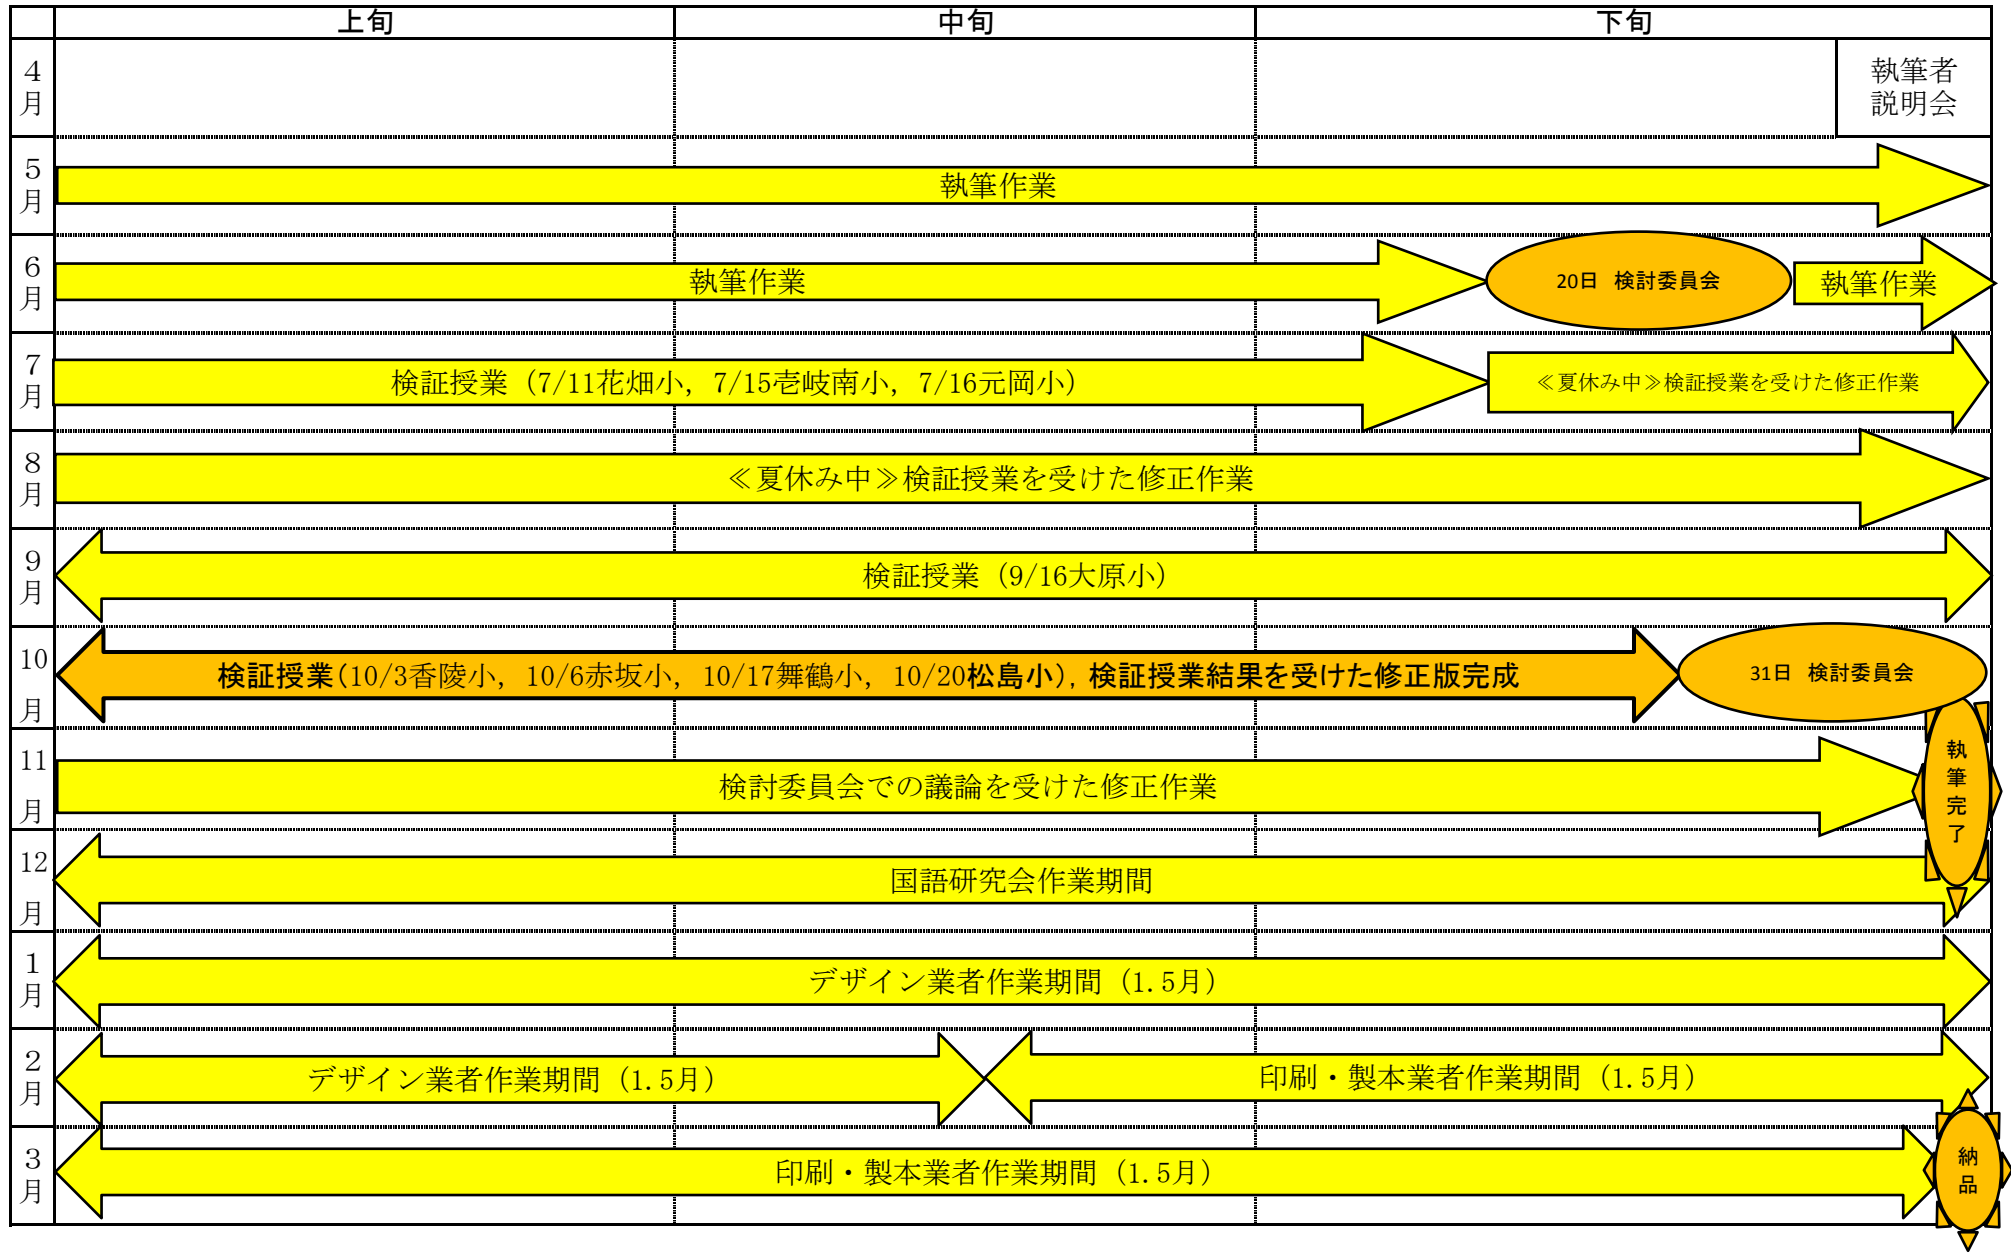 上旬
中旬
下旬
4
月
執筆者
説明会
5
月
執筆作業
6
月
執筆作業
20日 検討委員会
執筆作業
7
月
検証授業（7/11花畑小，7/15壱岐南小，7/16元岡小）
≪夏休み中≫検証授業を受けた修正作業
8
月
≪夏休み中≫検証授業を受けた修正作業
9
月
検証授業（9/16大原小）
10
月
検証授業（10/3香陵小，10/6赤坂小，10/17舞鶴小，10/20松島小），検証授業結果を受けた修正版完成
31日 検討委員会
11
月
検討委員会での議論を受けた修正作業
執
筆
完
了
12
月
国語研究会作業期間
1
月
デザイン業者作業期間（1.5月）
2
月
デザイン業者作業期間（1.5月）
印刷・製本業者作業期間（1.5月）
3
月
印刷・製本業者作業期間（1.5月）
納
品